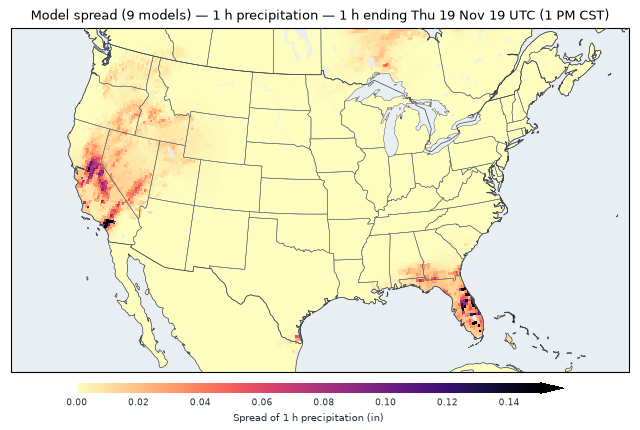 Model spread (9 models) — 1 h precipitation — 1 h ending Thu 19 Nov 19 UTC (1 PM CST)
0.00 0.02 0.04 0.06 0.08 0.10 0.12 0.14
Spread of 1 h precipitation (in)